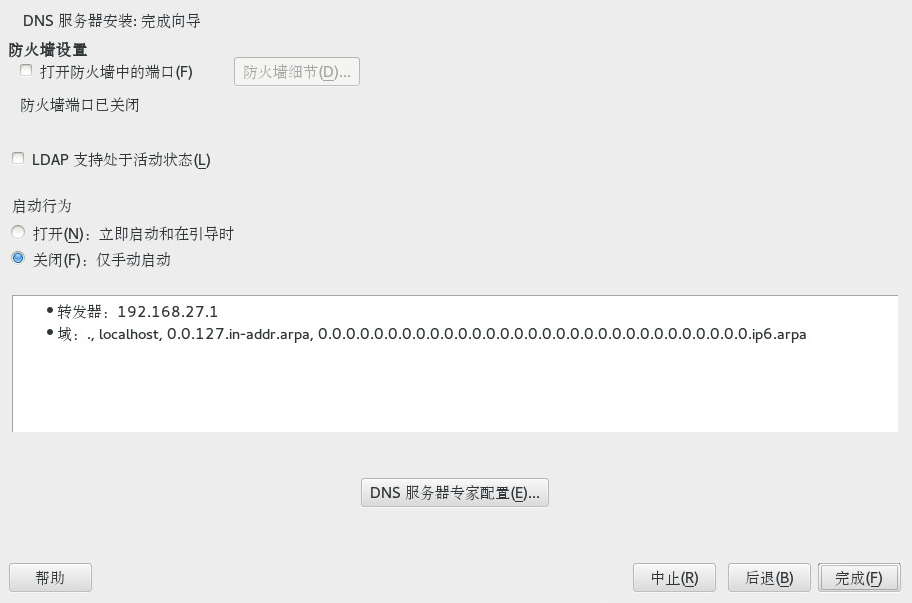 DNS 服务器安装: 完成向导
防火墙设置
打开防火墙中的端口(F)
防火墙细节(D)...
防火墙端口已关闭
LDAP 支持处于活动状态(L)
启动行为
打开(N)：立即启动和在引导时
关闭(F)：仅手动启动
•转发器：192.168.27.1
•域：., localhost, 0.0.127.in-addr.arpa, 0.0.0.0.0.0.0.0.0.0.0.0.0.0.0.0.0.0.0.0.0.0.0.0.0.0.0.0.0.0.0.ip6.arpa
DNS 服务器专家配置(E)...
帮助
中止(R)
后退(B)
完成(F)